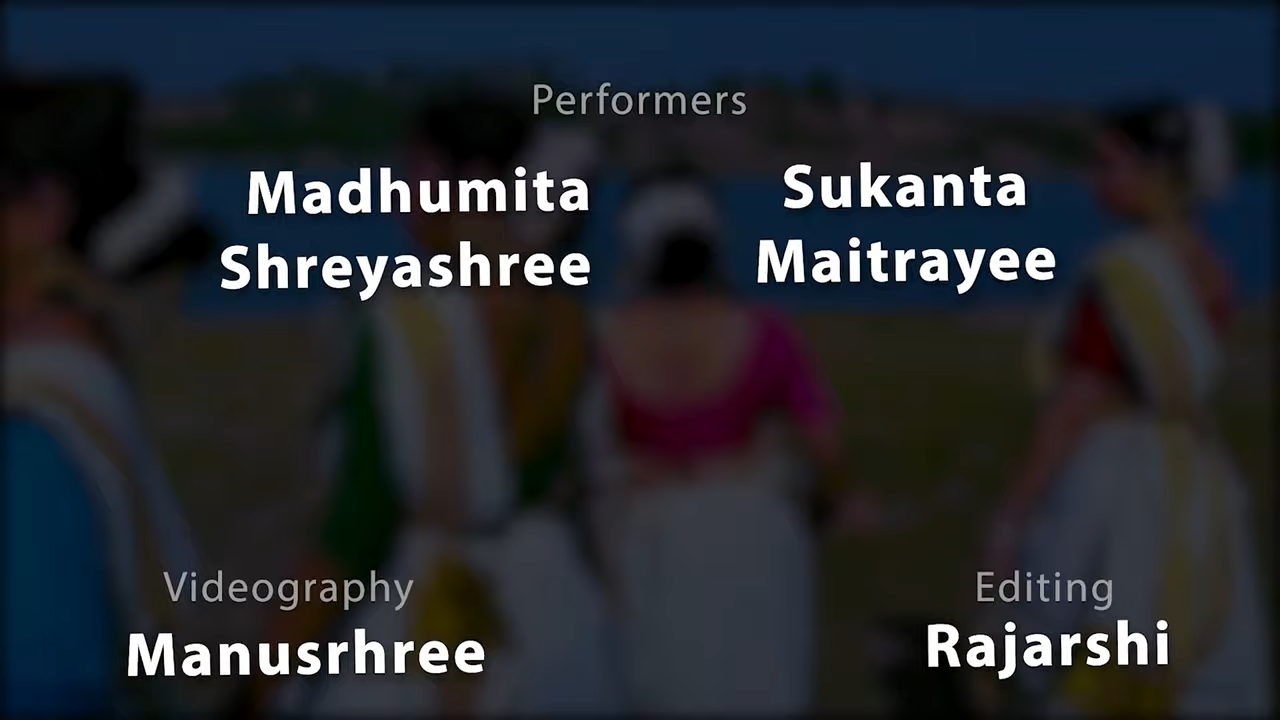 Performers
Madhumita
Shreyashree
Sukanta
Maitrayee
Videography
Manusrhree
Editing
Rajarshi